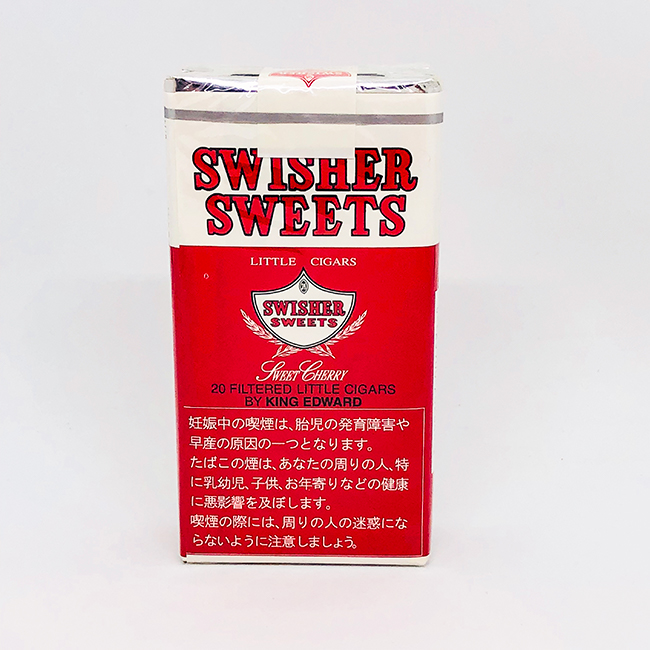 SWISHER
SWEETS
LITTLE CIGARS
SWISHER
SWEETS
Sweet Cherry
20 FILTERED LITTLE CIGARS
BY KING EDWARD
妊娠中の喫煙は、胎児の発育障害や
早産の原因の一つとなります。
たばこの煙は、あなたの周りの人、特
に乳幼児、子供、お年寄りなどの健康
に悪影響を及ぼします。
喫煙の際には、周りの人の迷惑にな
らないように注意しましょう。